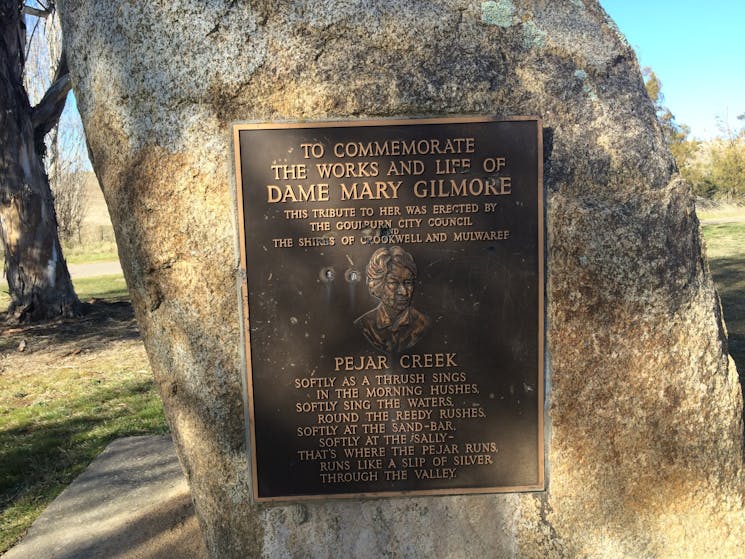 TO COMMEMORATE
THE WORKS AND LIFE OF
DAME MARY GILMORE
THIS TRIBUTE TO HER WAS ERECTED BY
THE GOULBURN CITY COUNCIL
AND
THE SHIRES OF CROOKWELL AND MULWAREE
PEJAR CREEK
SOFTLY AS A THRUSH SINGS
IN THE MORNING HUSHES,
SOFTLY SING THE WATERS,
ROUND THE REEDY RUSHES,
SOFTLY AT THE SAND-BAR,
SOFTLY AT THE SALLY-
THAT'S WHERE THE PEJAR RUNS,
RUNS LIKE A SLIP OF SILVER
THROUGH THE VALLEY.